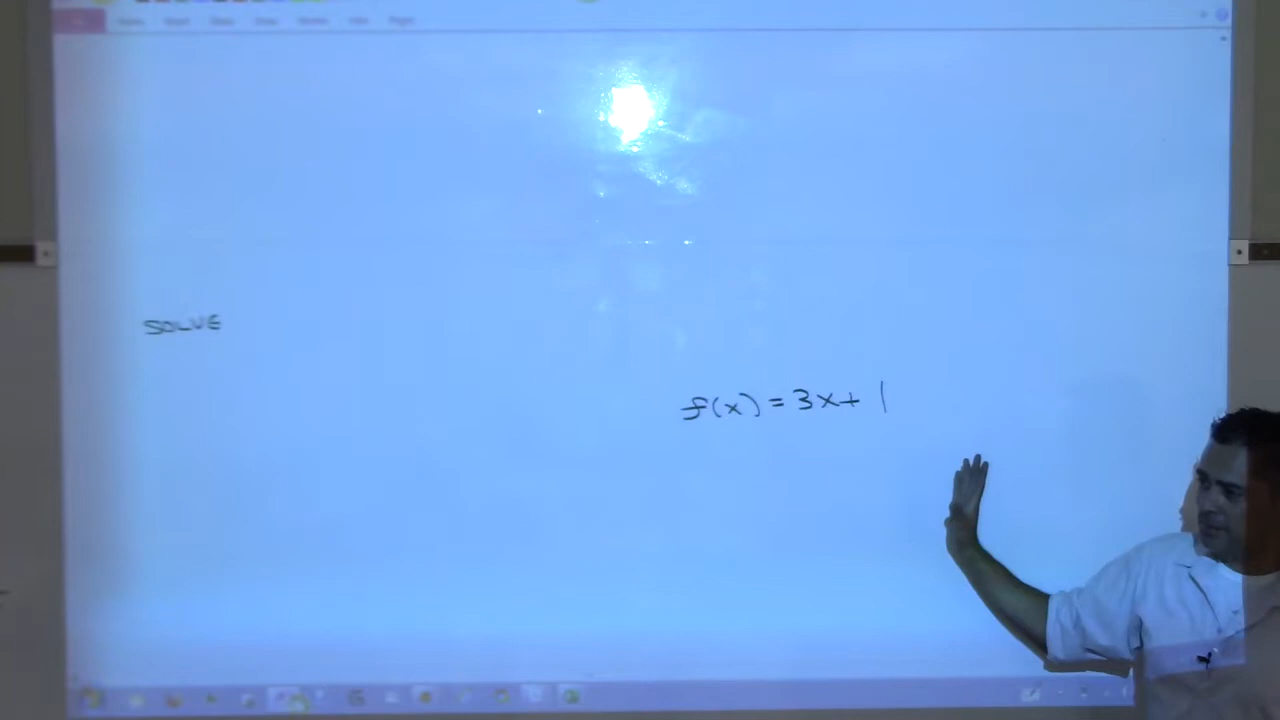 SOLVE
f(x) = 3x + 1